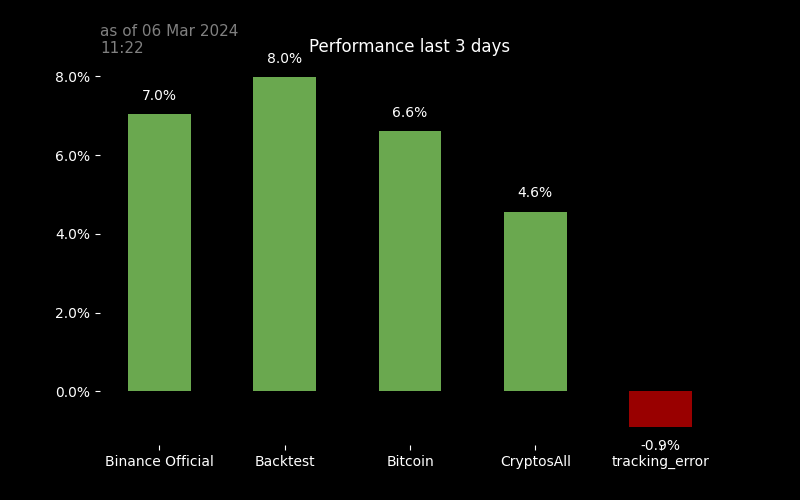 as of 06 Mar 2024
11:22
Performance last 3 days
8.0%
6.0%
4.0%
2.0%
0.0%
7.0%
8.0%
6.6%
4.6%
-0.9%
Binance Official
Backtest
Bitcoin
CryptosAll
tracking_error